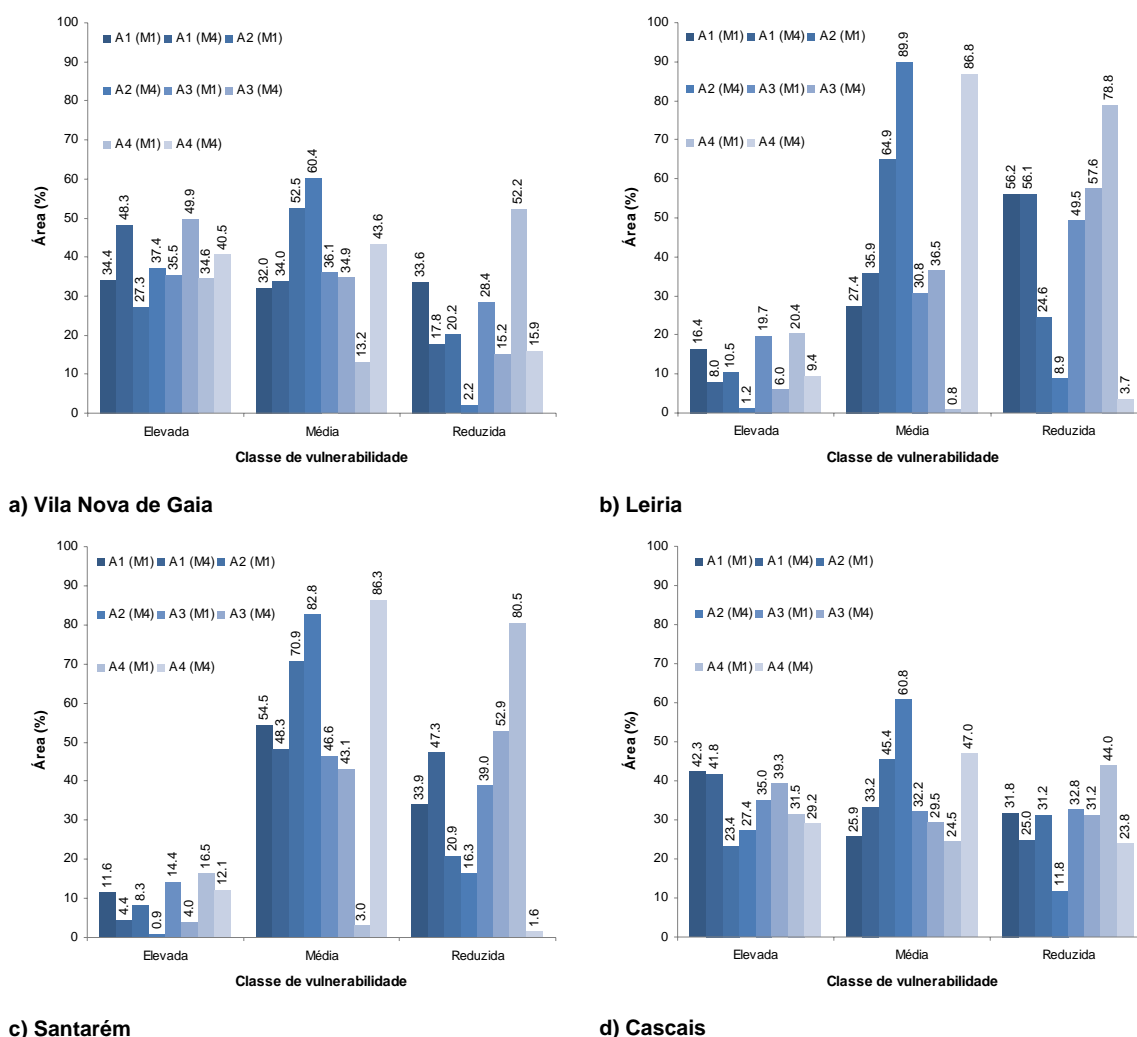 100
90
80
70
60
50
40
30
20
10
0
Área (%)
A1 (M1) A1 (M4) A2 (M1)
A2 (M4) A3 (M1) A3 (M4)
A4 (M1) A4 (M4)
34.4 48.3 27.3 37.4 35.5 49.9 34.6 40.5
32.0 34.0 52.5 60.4 36.1 34.9 13.2 43.6
33.6 17.8 20.2 2.2 28.4 15.2 52.2 15.9
Elevada Média Reduzida
Classe de vulnerabilidade
a) Vila Nova de Gaia
100
90
80
70
60
50
40
30
20
10
0
Área (%)
A1 (M1) A1 (M4) A2 (M1)
A2 (M4) A3 (M1) A3 (M4)
A4 (M1) A4 (M4)
16.4 8.0 10.5 1.2 19.7 6.0 20.4 9.4
27.4 35.9 64.9 89.9 30.8 36.5 0.8 86.8
56.2 56.1 24.6 8.9 49.5 57.6 78.8 3.7
Elevada Média Reduzida
Classe de vulnerabilidade
b) Leiria
100
90
80
70
60
50
40
30
20
10
0
Área (%)
A1 (M1) A1 (M4) A2 (M1)
A2 (M4) A3 (M1) A3 (M4)
A4 (M1) A4 (M4)
11.6 4.4 8.3 0.9 14.4 4.0 16.5 12.1
54.5 48.3 70.9 82.8 46.6 43.1 3.0 86.3
33.9 47.3 20.9 16.3 39.0 52.9 80.5 1.6
Elevada Média Reduzida
Classe de vulnerabilidade
c) Santarém
100
90
80
70
60
50
40
30
20
10
0
Área (%)
A1 (M1) A1 (M4) A2 (M1)
A2 (M4) A3 (M1) A3 (M4)
A4 (M1) A4 (M4)
42.3 41.8 23.4 27.4 35.0 39.3 31.5 29.2
25.9 33.2 45.4 60.8 32.2 29.5 24.5 47.0
31.8 25.0 31.2 11.8 32.8 31.2 44.0 23.8
Elevada Média Reduzida
Classe de vulnerabilidade
d) Cascais